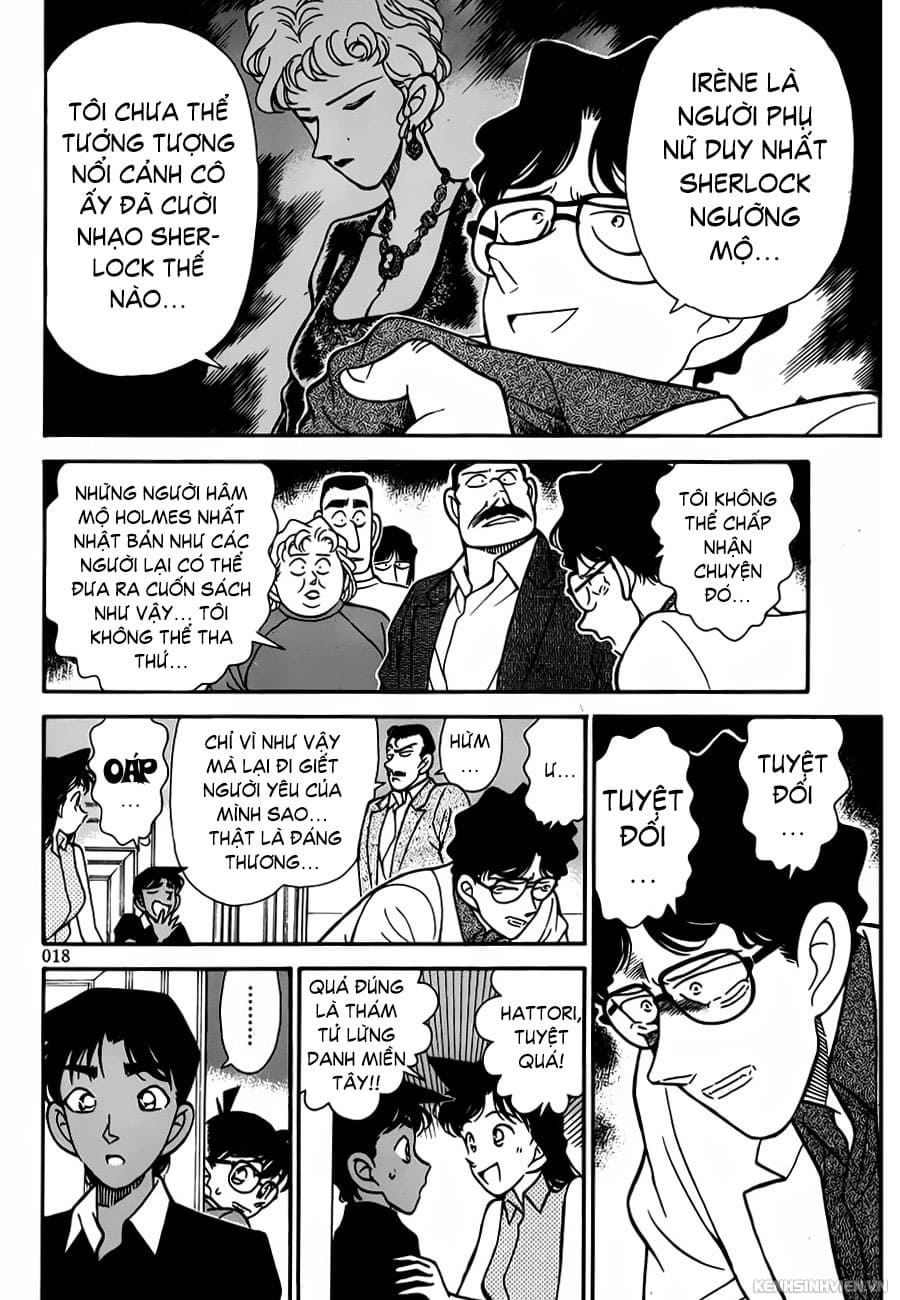 IRÈNE LÀ
NGƯỜI PHỤ
NỮ DUY NHẤT
SHERLOCK
NGƯỠNG
MỘ...
TÔI CHƯA THỂ
TƯỞNG TƯỢNG
NỔI CẢNH CÔ
ẤY ĐÃ CƯỜI
NHẠO SHER-
LOCK THẾ
NÀO...
TÔI KHÔNG
THỂ CHẤP
NHẬN
CHUYỆN
ĐÓ...
NHỮNG NGƯỜI HÂM
MỘ HOLMES NHẤT
NHẬT BẢN NHƯ CÁC
NGƯỜI LẠI CÓ THỂ
ĐƯA RA CUỐN SÁCH
NHƯ VẬY... TÔI
KHÔNG THỂ THA
THỨ...
TUYỆT
ĐỐI
...
TUYỆT
ĐỐI
...
Ư...
HỪM
...
CHỈ VÌ NHƯ VẬY
MÀ LẠI ĐI GIẾT
NGƯỜI YÊU CỦA
MÌNH SAO...
THẬT LÀ ĐÁNG
THƯƠNG...
OÁP
...
018
HATTORI,
TUYỆT
QUÁ!
QUẢ ĐÚNG
LÀ THÁM
TỬ LỪNG
DANH MIỀN
TÂY!!
.........
KENHSINHVIEN.VN